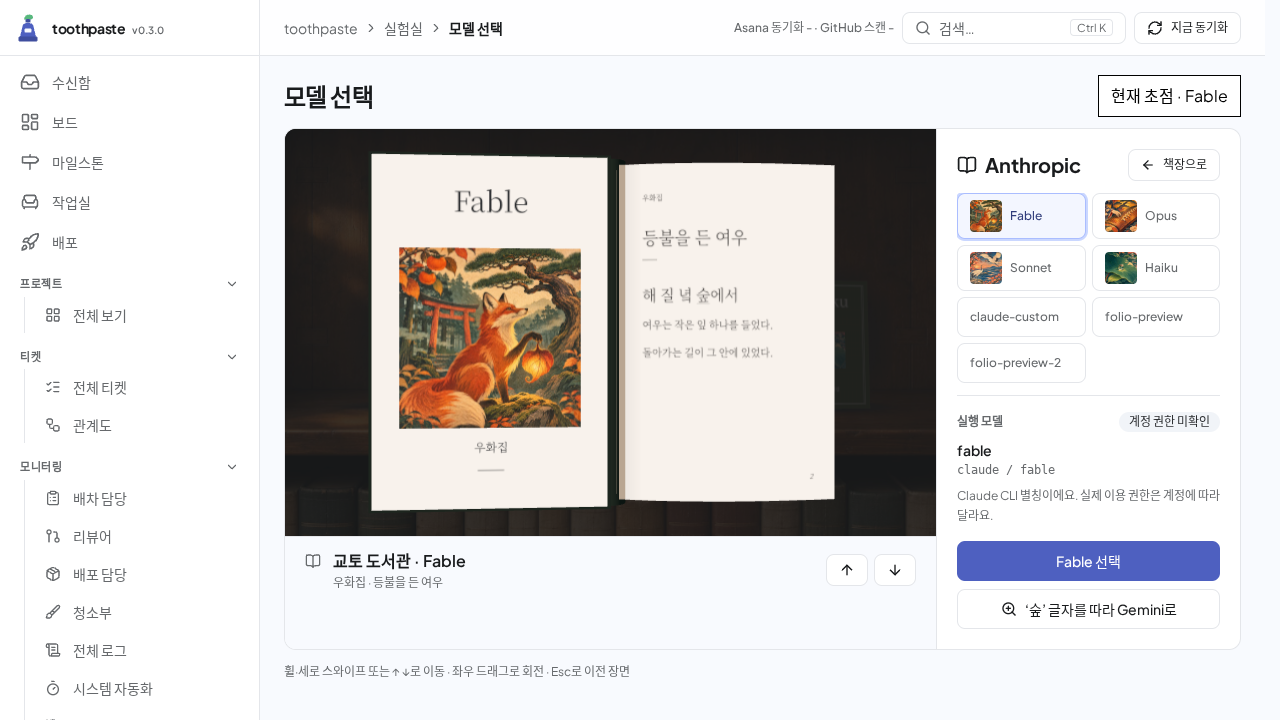 toothpaste v0.3.0
수신함
보드
마일스톤
작업실
배포
프로젝트
전체 보기
티켓
전체 티켓
관계도
모니터링
배차 담당
리뷰어
배포 담당
청소부
전체 로그
시스템 자동화
toothpaste > 실험실 > 모델 선택
Asana 동기화 - · GitHub 스캔 -
검색...
Ctrl K
지금 동기화
모델 선택
현재 초점 · Fable
Fable
우화집
우화집
등불을 든 여우
해 질 녘 숲에서
여우는 작은 잎 하나를 들었다.
돌아가는 길이 그 안에 있었다.
교토 도서관 · Fable
우화집 · 등불을 든 여우
Anthropic
책장으로
Fable
Opus
Sonnet
Haiku
claude-custom
folio-preview
folio-preview-2
실행 모델
계정 권한 미확인
fable
claude / fable
Claude CLI 별칭이에요. 실제 이용 권한은 계정에 따라
달라요.
Fable 선택
‘숲’ 글자를 따라 Gemini로
휠·세로 스와이프 또는 ↑ ↓로 이동 · 좌우 드래그로 회전 · Esc로 이전 장면